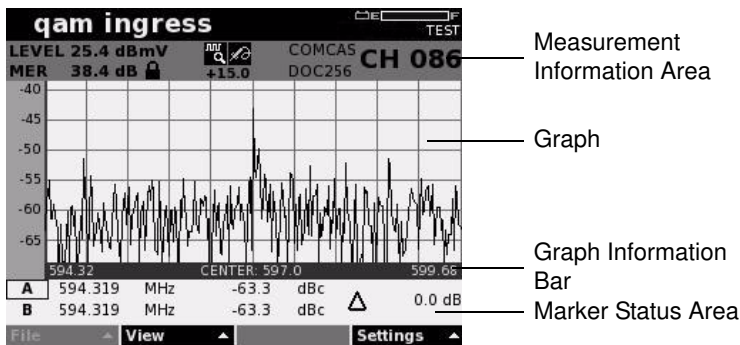 qam ingress
E F
TEST
LEVEL 25.4 dBmV
COMCAS
CH 086
MER 38.4 dB
+15.0
DOC256
Measurement
Information Area
-40
-45
-50
-55
-60
-65
Graph
594.32 CENTER: 597.0 599.68
Graph Information
Bar
A 594.319 MHz -63.3 dBc
B 594.319 MHz -63.3 dBc
Δ 0.0 dB
Marker Status Area
File View Settings